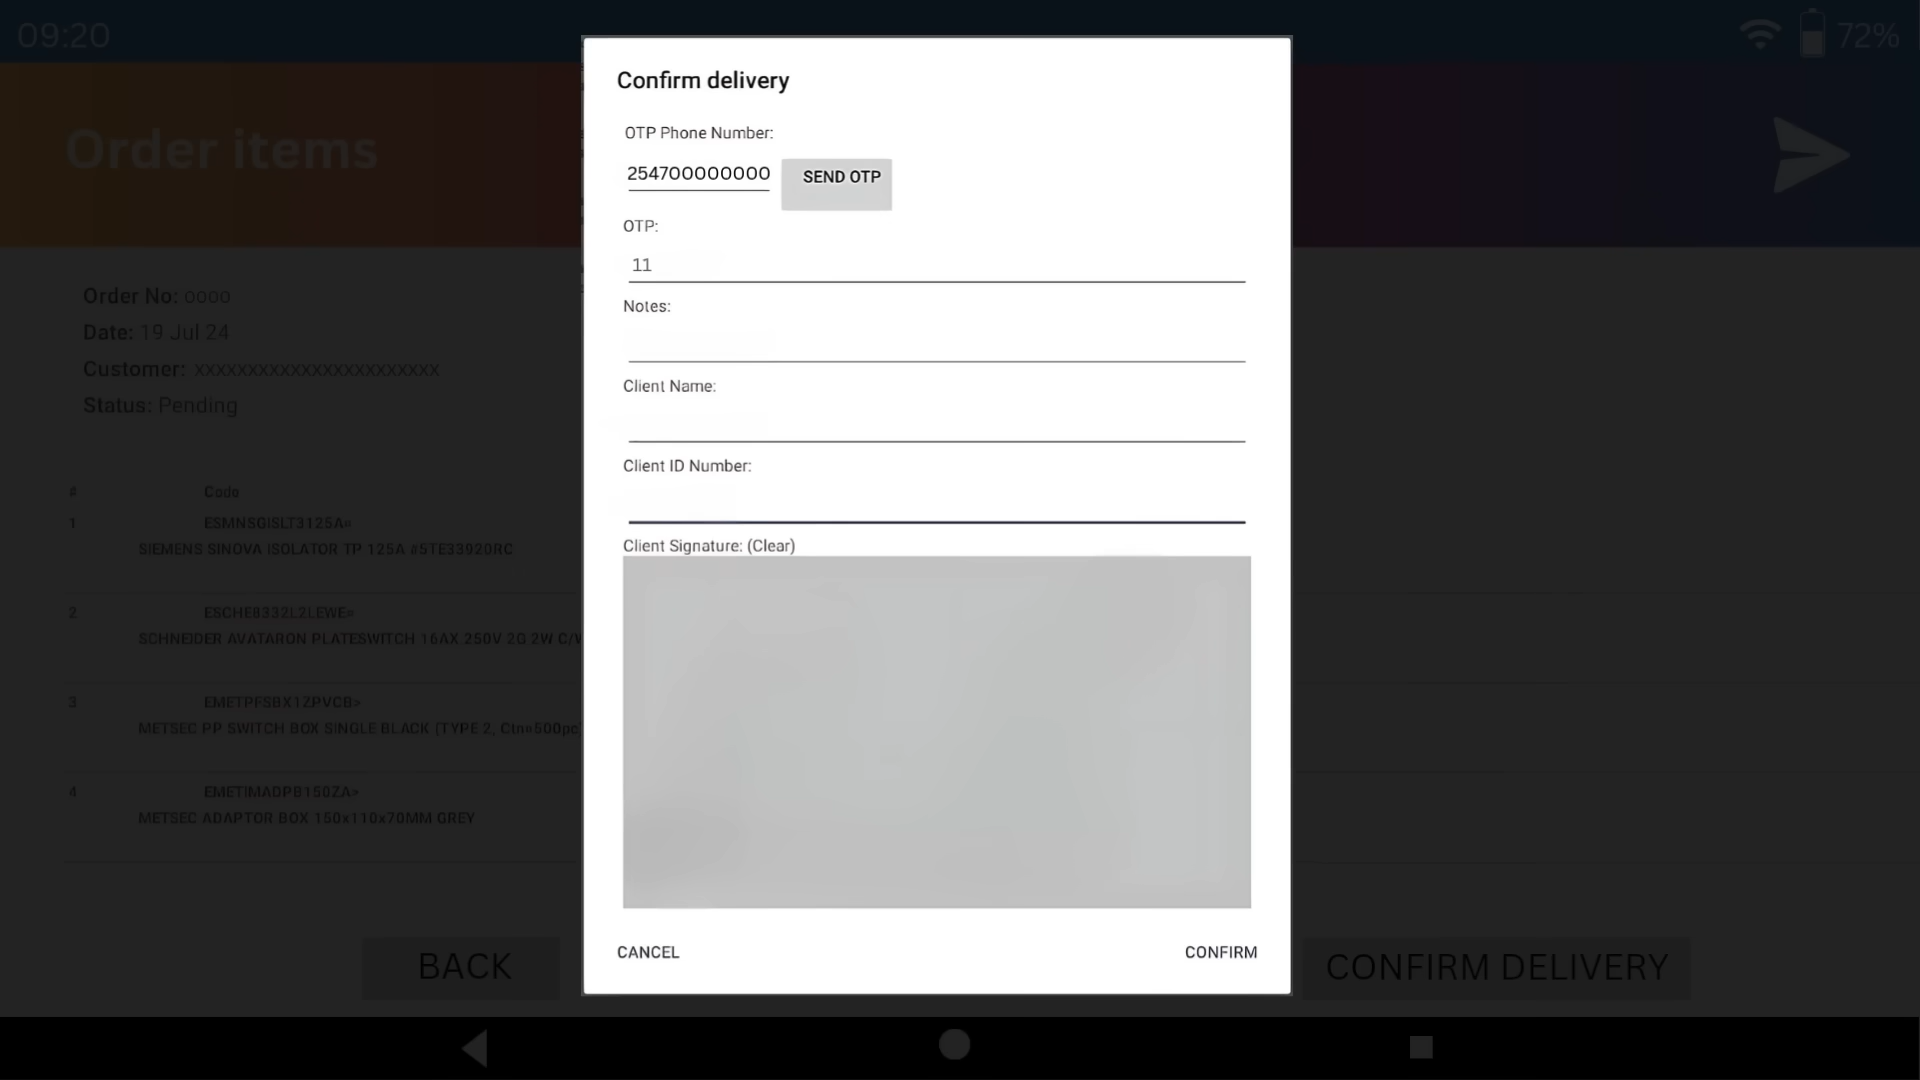 09:20
72%
Order items
Order No: 0000
Date: 19 Jul 24
Customer: XXXXXXXXXXXXXXXXXXXXXXX
Status: Pending
# Code
1 ESMNSGISLT3125A¤
SIEMENS SINOVA ISOLATOR TP 125A #5TE33920RC
2 ESCHE8332L2LEWE¤
SCHNEIDER AVATARON PLATESWITCH 16AX 250V 2G 2W C/W
3 EMETPFSBX1ZPVCB>
METSEC PP SWITCH BOX SINGLE BLACK (TYPE 2, Ctn=500pc
4 EMETIMADPB150ZA>
METSEC ADAPTOR BOX 150x110x70MM GREY
BACK
CONFIRM DELIVERY
Confirm delivery
OTP Phone Number:
254700000000 SEND OTP
OTP:
11
Notes:
Client Name:
Client ID Number:
Client Signature: (Clear)
CANCEL CONFIRM